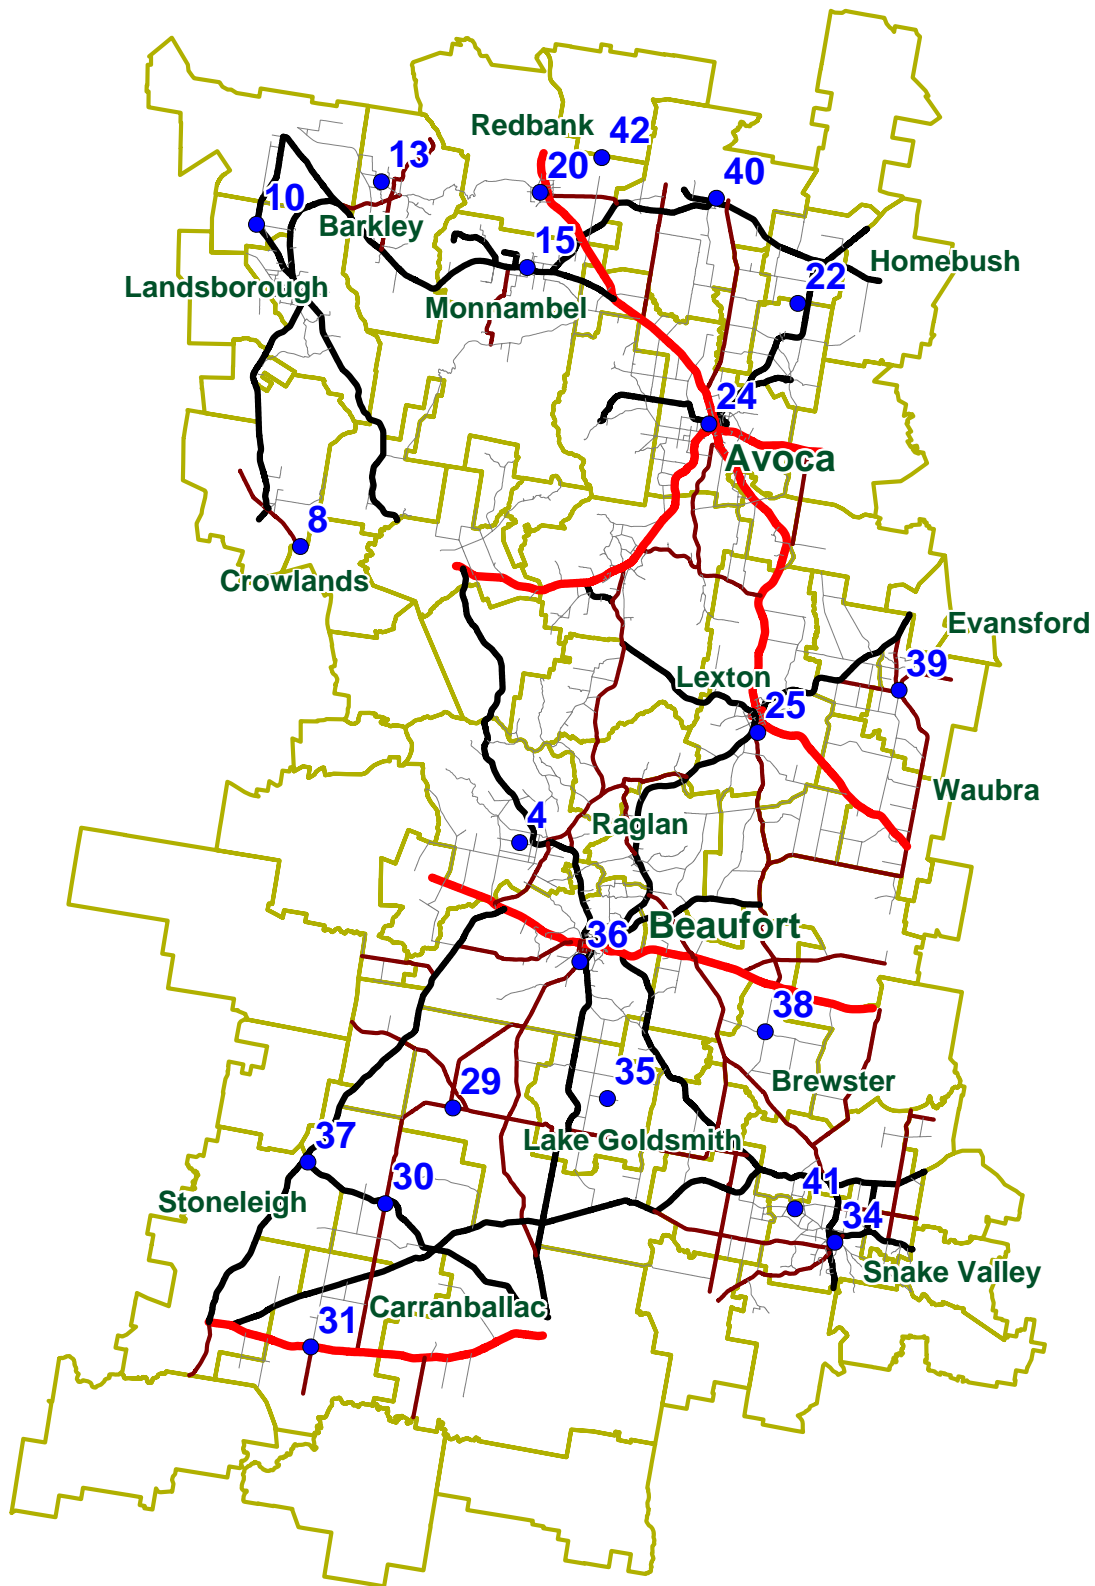 Redbank
42
13
20
40
10
Barkley
15
Homebush
22
Landsborough
Monnambel
24
Avoca
8
Crowlands
Evansford
39
Lexton
25
Waubra
4
Raglan
Beaufort
36
38
29
35
Brewster
Lake Goldsmith
37
30
Stoneleigh
41
34
Snake Valley
Carranballac
31